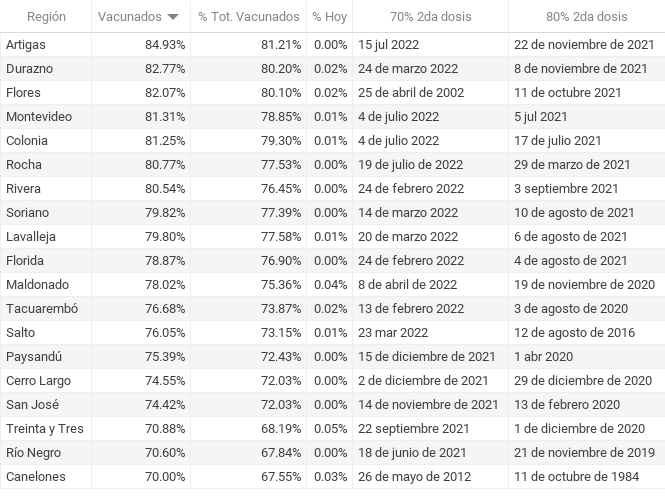 Región Vacunados % Tot. Vacunados % Hoy 70% 2da dosis 80% 2da dosis
Artigas 84.93% 81.21% 0.00% 15 jul 2022 22 de noviembre de 2021
Durazno 82.77% 80.20% 0.02% 24 de marzo 2022 8 de noviembre de 2021
Flores 82.07% 80.10% 0.02% 25 de abril de 2002 11 de octubre 2021
Montevideo 81.31% 78.85% 0.01% 4 de julio 2022 5 jul 2021
Colonia 81.25% 79.30% 0.01% 4 de julio 2022 17 de julio 2021
Rocha 80.77% 77.53% 0.00% 19 de julio de 2022 29 de marzo de 2021
Rivera 80.54% 76.45% 0.00% 24 de febrero 2022 3 septiembre 2021
Soriano 79.82% 77.39% 0.00% 14 de marzo 2022 10 de agosto de 2021
Lavalleja 79.80% 77.58% 0.01% 20 de marzo 2022 6 de agosto de 2021
Florida 78.87% 76.90% 0.00% 24 de febrero 2022 4 de agosto de 2021
Maldonado 78.02% 75.36% 0.04% 8 de abril de 2022 19 de noviembre de 2020
Tacuarembó 76.68% 73.87% 0.02% 13 de febrero 2022 3 de agosto de 2020
Salto 76.05% 73.15% 0.01% 23 mar 2022 12 de agosto de 2016
Paysandú 75.39% 72.43% 0.00% 15 de diciembre de 2021 1 abr 2020
Cerro Largo 74.55% 72.03% 0.00% 2 de diciembre de 2021 29 de diciembre de 2020
San José 74.42% 72.03% 0.00% 14 de noviembre de 2021 13 de febrero 2020
Treinta y Tres 70.88% 68.19% 0.05% 22 septiembre 2021 1 de diciembre de 2020
Río Negro 70.60% 67.84% 0.00% 18 de junio de 2021 21 de noviembre de 2019
Canelones 70.00% 67.55% 0.03% 26 de mayo de 2012 11 de octubre de 1984